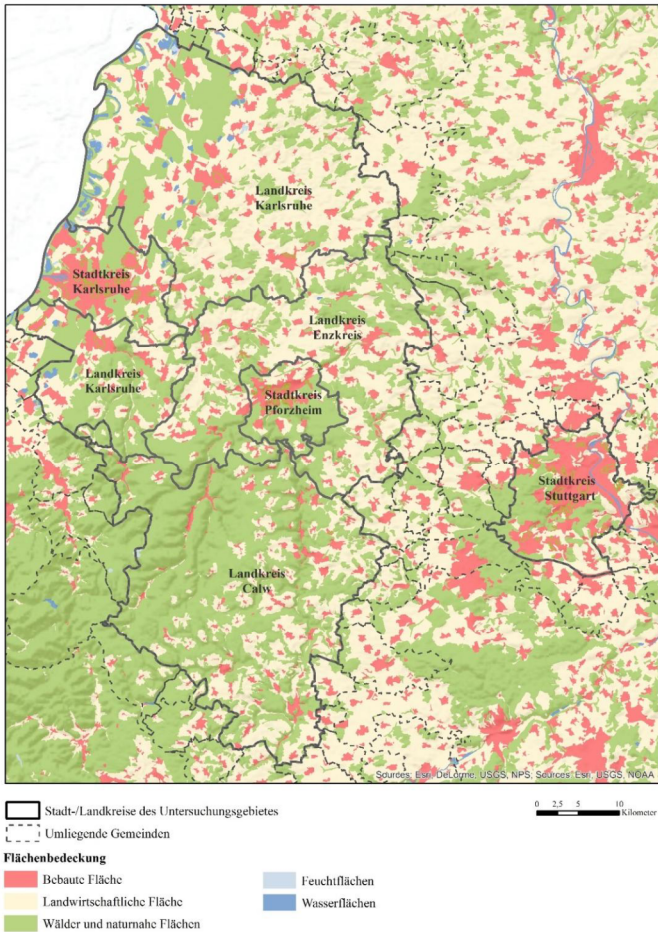 Landkreis
Karlsruhe
Stadtkreis
Karlsruhe
Landkreis
Enzkreis
Landkreis
Karlsruhe
Stadtkreis
Pforzheim
Stadtkreis
Stuttgart
Landkreis
Calw
Sources: Esri, DeLorme, USGS, NPS, Sources: Esri, USGS, NOAA
Stadt-/Landkreise des Untersuchungsgebietes
0 2,5 5 10
Kilometer
Umliegende Gemeinden
Flächenbedeckung
Bebaute Fläche
Feuchtflächen
Landwirtschaftliche Fläche
Wasserflächen
Wälder und naturnahe Flächen